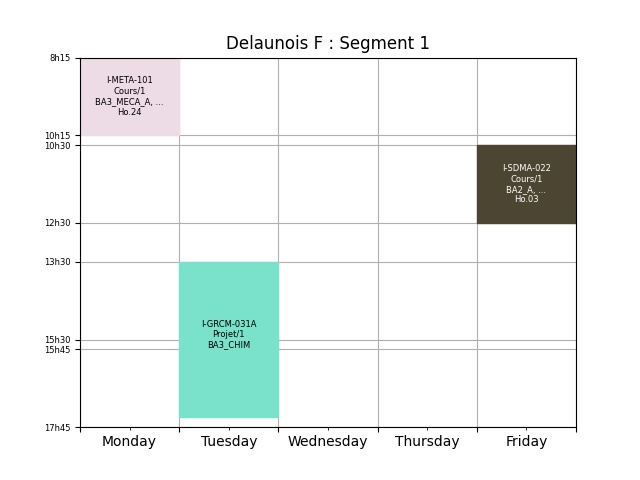 Delaunois F : Segment 1
8h15
I-META-101
Cours/1
BA3_MECA_A, ...
Ho.24
10h15
10h30
I-SDMA-022
Cours/1
BA2_A, ...
Ho.03
12h30
13h30
I-GRCM-031A
Projet/1
BA3_CHIM
15h30
15h45
17h45
Monday Tuesday Wednesday Thursday Friday